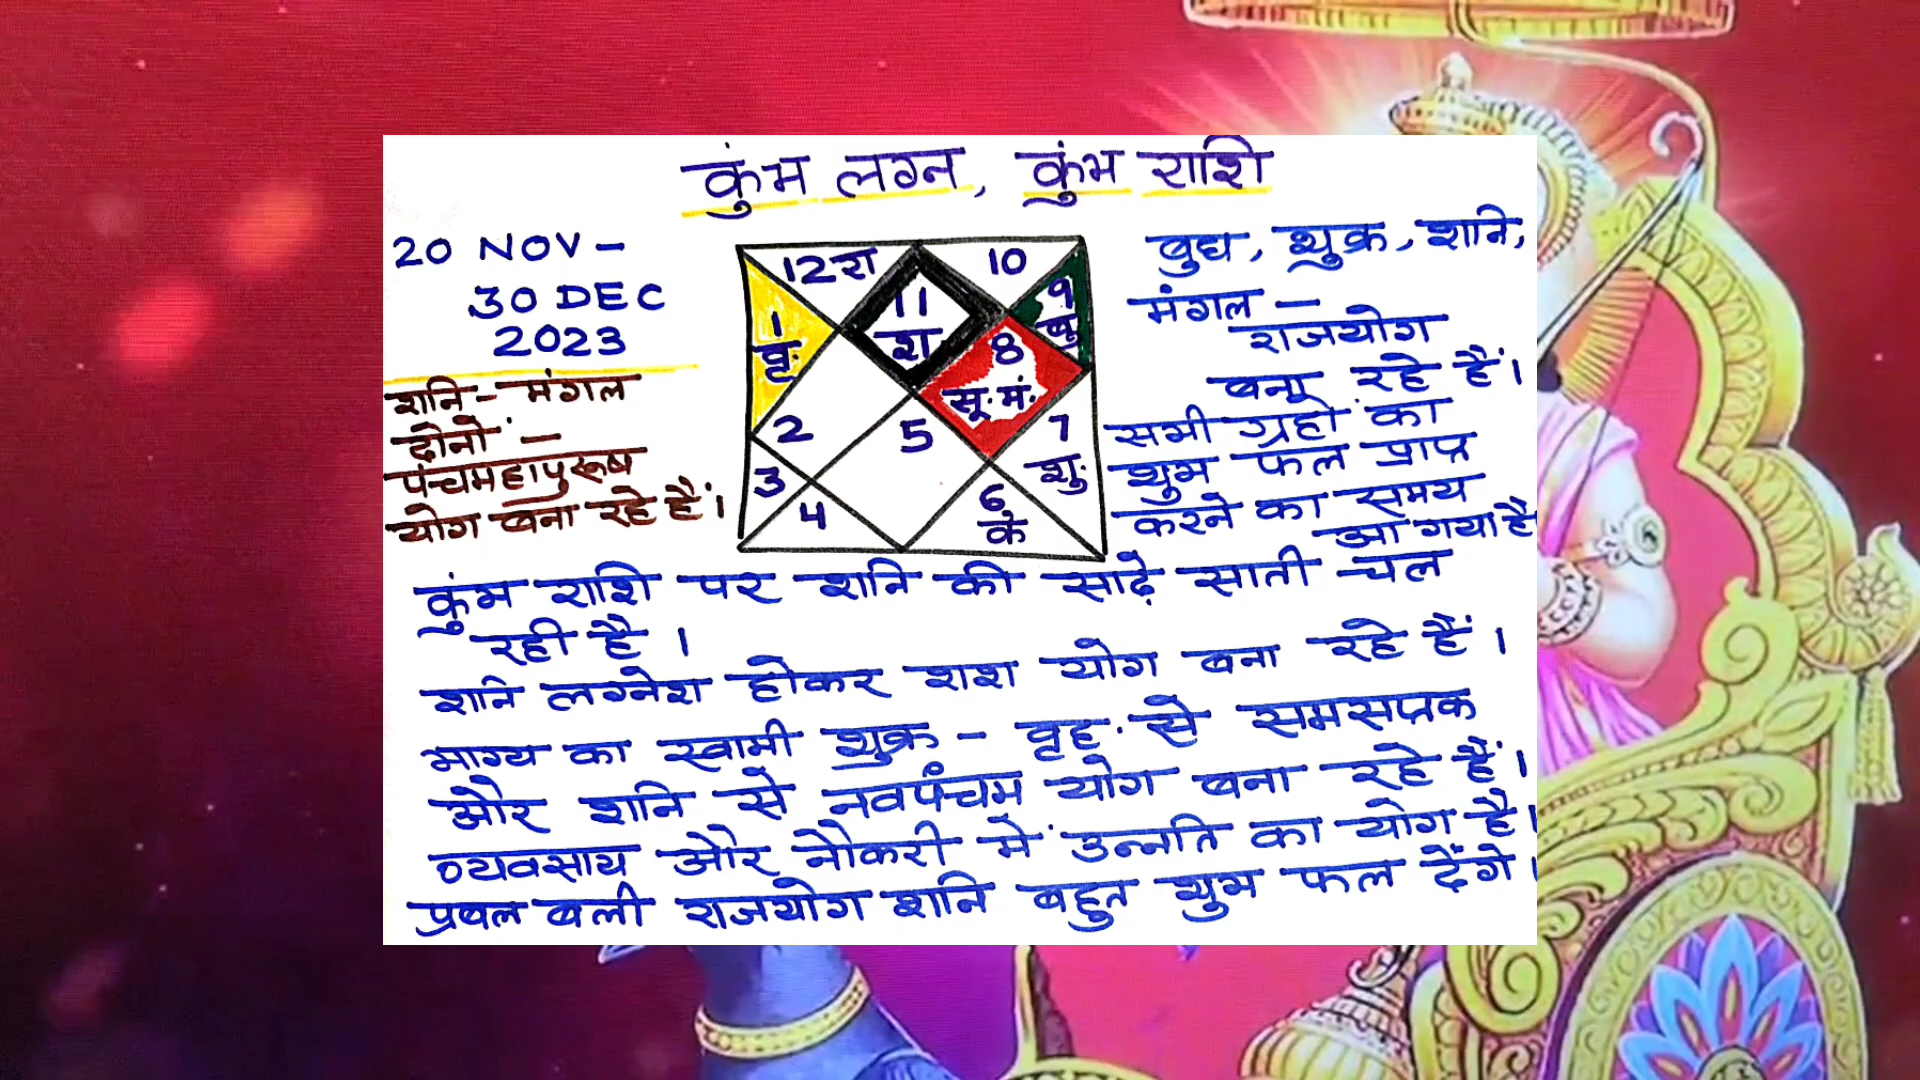 कुंभ लग्न, कुंभ राशि
20 NOV –
30 DEC
2023
शनि – मंगल
दोनों –
पंचमहापुरूष
योग बना रहे हैं।
12 रा
10
11
श
9
बु
1
वृ.
8
सू. मं.
2
5
7
शु.
3
4
6
के
बुध, शुक्र, शनि,
मंगल –
राजयोग
बना रहे हैं।
सभी ग्रहों का
शुभ फल प्राप्त
करने का समय
आ गया है
कुंभ राशि पर शनि की साढ़े साती चल
रही है ।
शनि लग्नेश होकर शश योग बना रहे हैं ।
भाग्य का स्वामी शुक्र – वृह. से समसप्तक
और शनि से नवपंचम योग बना रहे हैं।
व्यवसाय और नौकरी में उन्नति का योग है।
प्रबल बली राजयोग शनि बहुत शुभ फल देंगे।